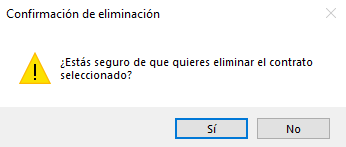 Confirmación de eliminación
¿Estás seguro de que quieres eliminar el contrato
seleccionado?
Sí
No